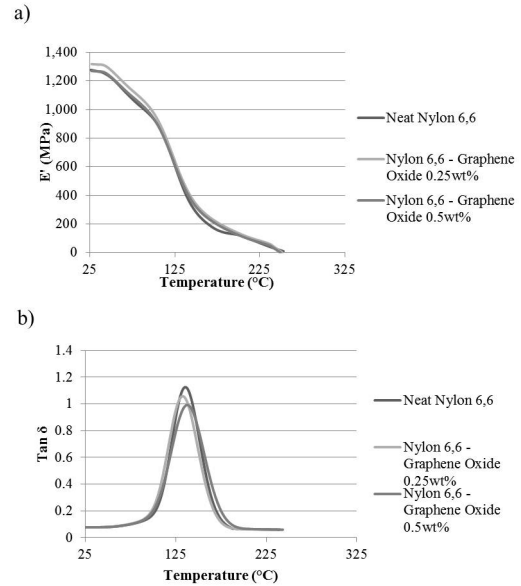 a)
1,400
1,200
1,000
800
600
400
200
0
E' (MPa)
25
125
225
325
Temperature (°C)
Neat Nylon 6,6
Nylon 6,6 - Graphene
Oxide 0.25wt%
Nylon 6,6 - Graphene
Oxide 0.5wt%
b)
1.4
1.2
1
0.8
0.6
0.4
0.2
0
Tan δ
25
125
225
325
Temperature (°C)
Neat Nylon 6,6
Nylon 6,6 -
Graphene Oxide
0.25wt%
Nylon 6,6 -
Graphene Oxide
0.5wt%